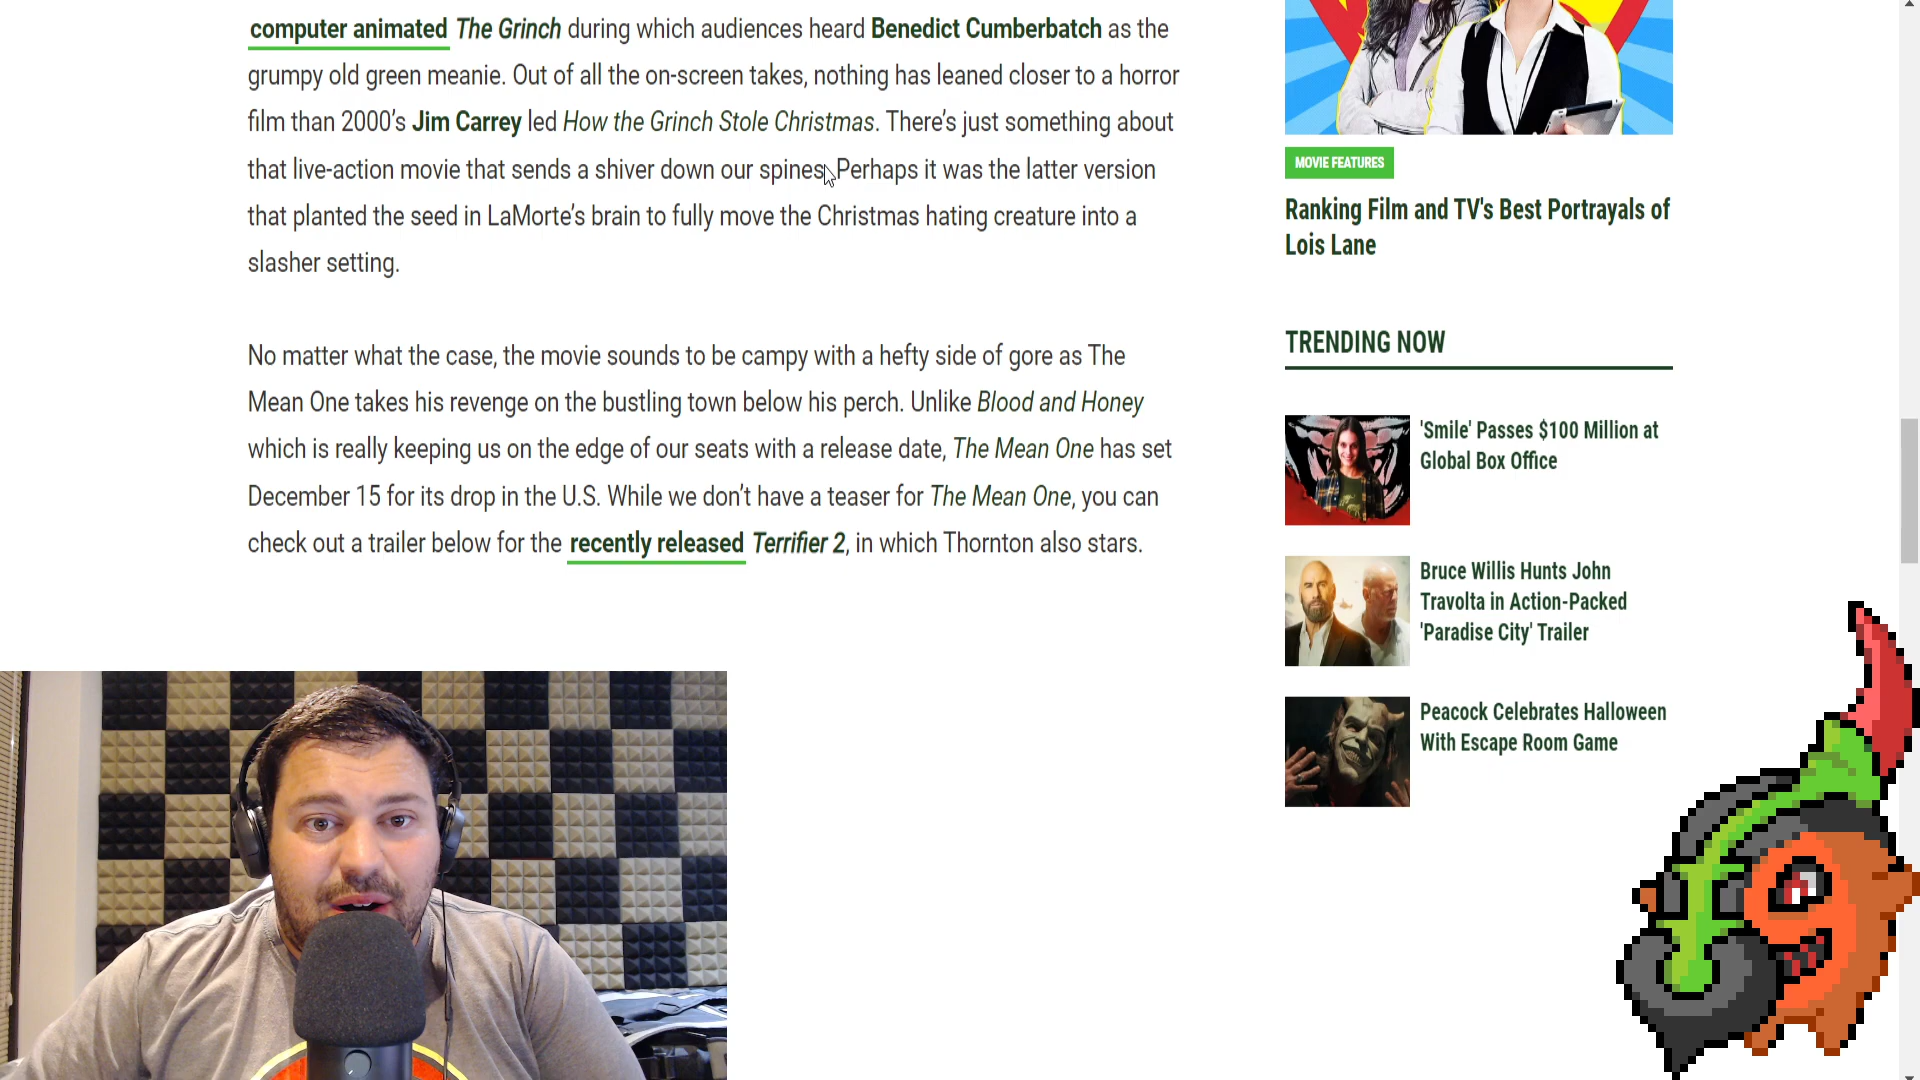 computer animated The Grinch during which audiences heard Benedict Cumberbatch as the
grumpy old green meanie. Out of all the on-screen takes, nothing has leaned closer to a horror
film than 2000’s Jim Carrey led How the Grinch Stole Christmas. There’s just something about
that live-action movie that sends a shiver down our spines. Perhaps it was the latter version
that planted the seed in LaMorte’s brain to fully move the Christmas hating creature into a
slasher setting.
No matter what the case, the movie sounds to be campy with a hefty side of gore as The
Mean One takes his revenge on the bustling town below his perch. Unlike Blood and Honey
which is really keeping us on the edge of our seats with a release date, The Mean One has set
December 15 for its drop in the U.S. While we don’t have a teaser for The Mean One, you can
check out a trailer below for the recently released Terrifier 2, in which Thornton also stars.
MOVIE FEATURES
Ranking Film and TV's Best Portrayals of
Lois Lane
TRENDING NOW
'Smile' Passes $100 Million at
Global Box Office
Bruce Willis Hunts John
Travolta in Action-Packed
'Paradise City' Trailer
Peacock Celebrates Halloween
With Escape Room Game